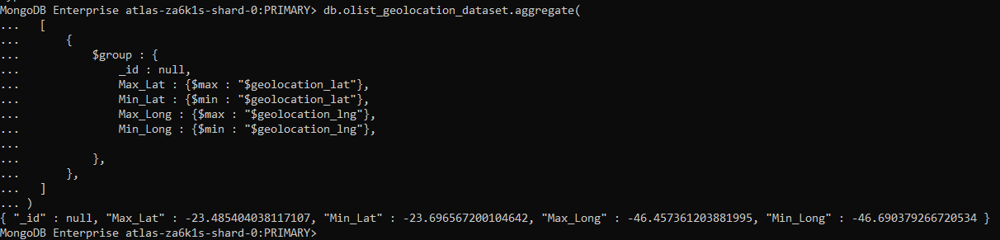 MongoDB Enterprise atlas-za6k1s-shard-0:PRIMARY> db.olist_geolocation_dataset.aggregate(
...    [
...        {
...            $group : {
...                _id : null,
...                Max_Lat : {$max : "$geolocation_lat"},
...                Min_Lat : {$min : "$geolocation_lat"},
...                Max_Long : {$max : "$geolocation_lng"},
...                Min_Long : {$min : "$geolocation_lng"},
...
...            },
...        },
...    ]
... )
{ "_id" : null, "Max_Lat" : -23.485404038117107, "Min_Lat" : -23.696567200104642, "Max_Long" : -46.457361203881995, "Min_Long" : -46.690379266720534 }
MongoDB Enterprise atlas-za6k1s-shard-0:PRIMARY>